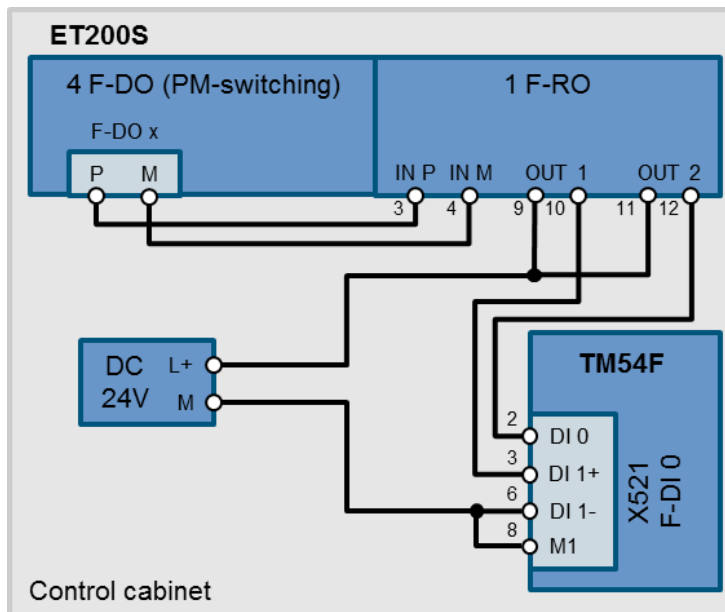 ET200S
4 F-DO (PM-switching)
1 F-RO
F-DO x
P M
IN P IN M OUT 1 OUT 2
3 4 9 10 11 12
DC
24V
L+
M
TM54F
2 DI 0
3 DI 1+
6 DI 1-
8 M1
X521
F-DI 0
Control cabinet